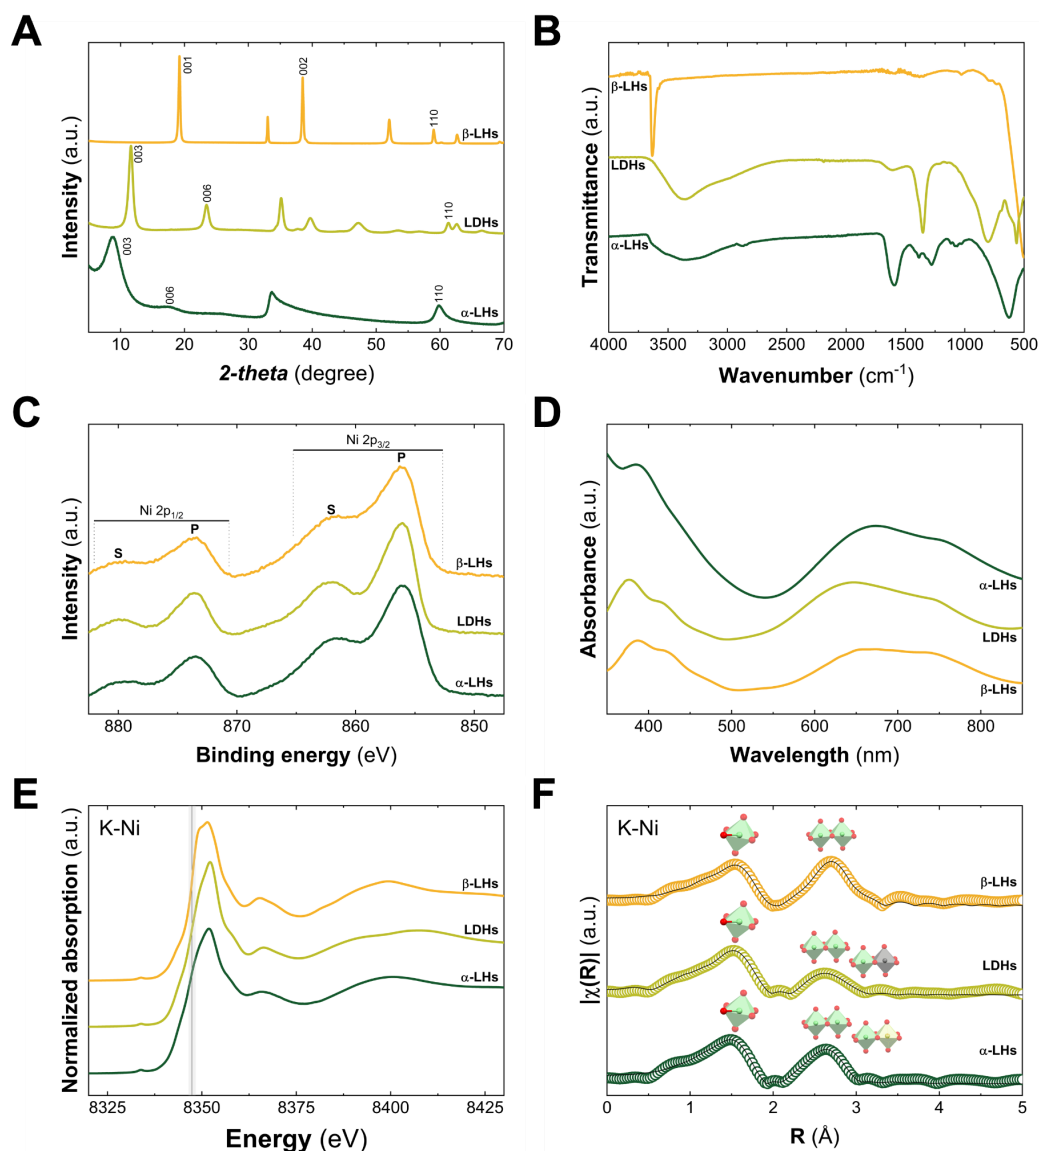 A
Intensity (a.u.)
001
002
110
β-LHs
003
006
110
LDHs
003
006
110
α-LHs
10 20 30 40 50 60 70
2-theta (degree)
B
Transmittance (a.u.)
β-LHs
LDHs
α-LHs
4000 3500 3000 2500 2000 1500 1000 500
Wavenumber (cm-1)
C
Intensity (a.u.)
Ni 2p3/2
P
S
Ni 2p1/2
P
S
β-LHs
LDHs
α-LHs
880 870 860 850
Binding energy (eV)
D
Absorbance (a.u.)
α-LHs
LDHs
β-LHs
400 500 600 700 800
Wavelength (nm)
E
Normalized absorption (a.u.)
K-Ni
β-LHs
LDHs
α-LHs
8325 8350 8375 8400 8425
Energy (eV)
F
|χ(R)| (a.u.)
K-Ni
β-LHs
LDHs
α-LHs
0 1 2 3 4 5
R (Å)